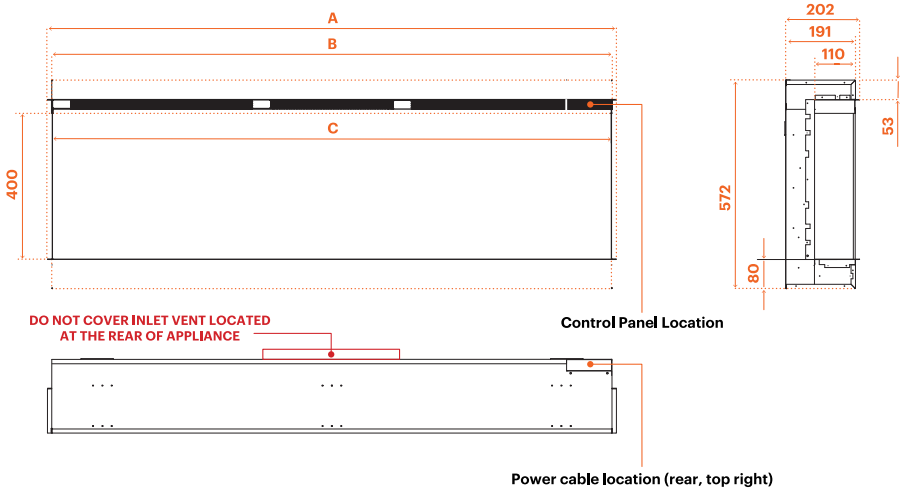 A
B
C
400
202
191
110
53
572
80
DO NOT COVER INLET VENT LOCATED
AT THE REAR OF APPLIANCE
Control Panel Location
Power cable location (rear, top right)